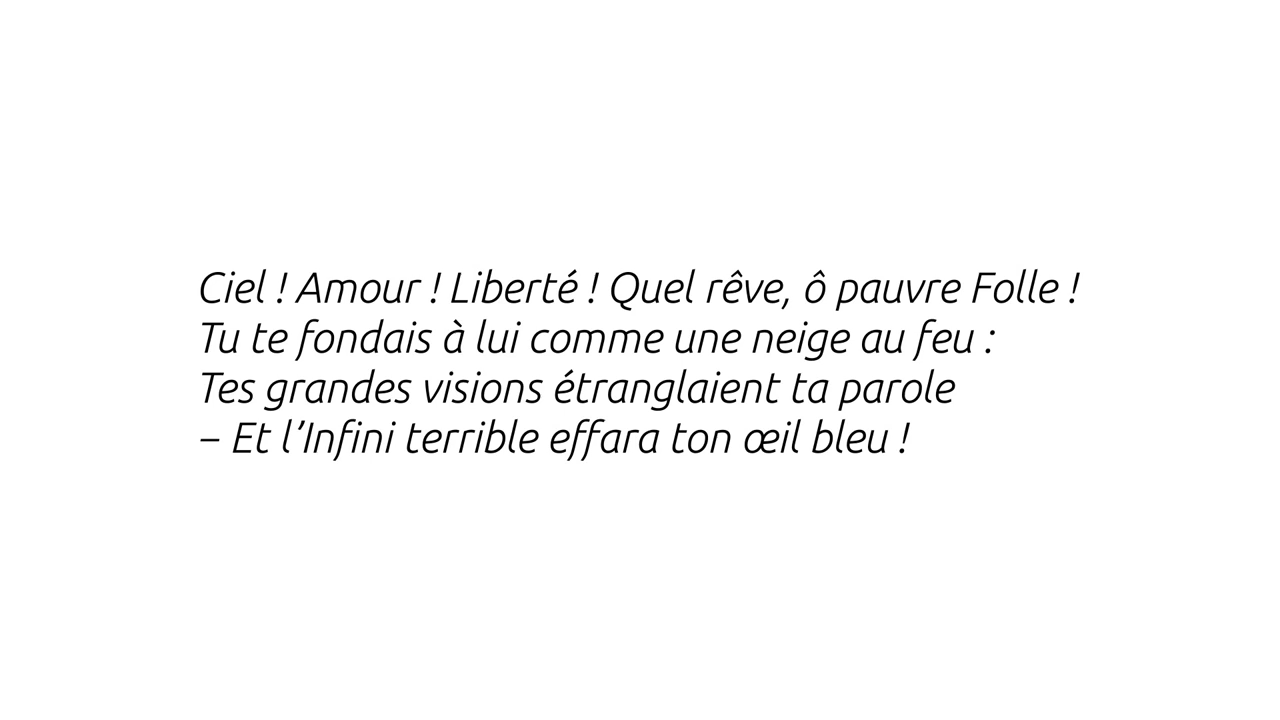 Ciel ! Amour ! Liberté ! Quel rêve, ô pauvre Folle !
Tu te fondais à lui comme une neige au feu :
Tes grandes visions étranglaient ta parole
– Et l’Infini terrible effara ton œil bleu !